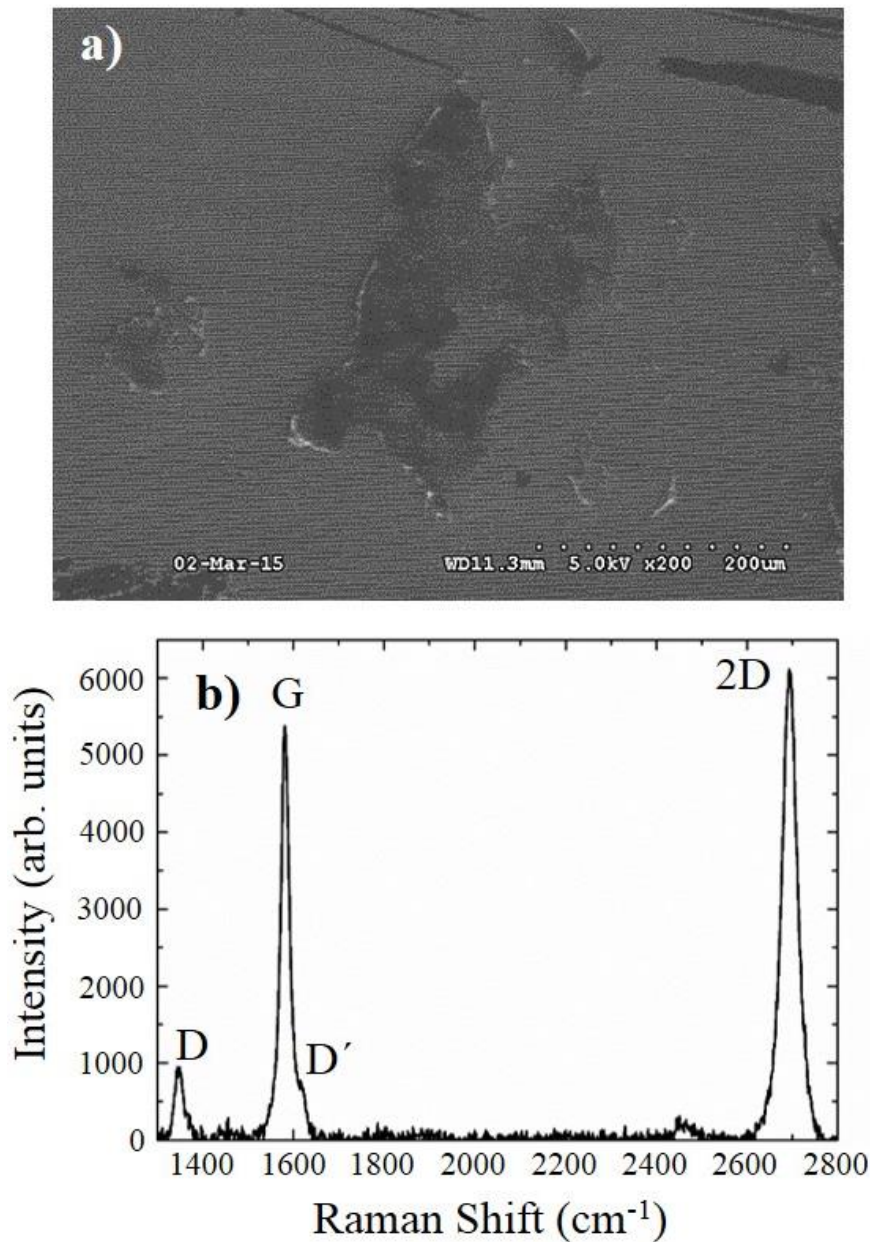 a)
02-Mar-15 WD11.3mm 5.0kV x200 200um
b)
G
2D
D
D´
6000
5000
4000
3000
2000
1000
0
Intensity (arb. units)
1400 1600 1800 2000 2200 2400 2600 2800
Raman Shift (cm-1)